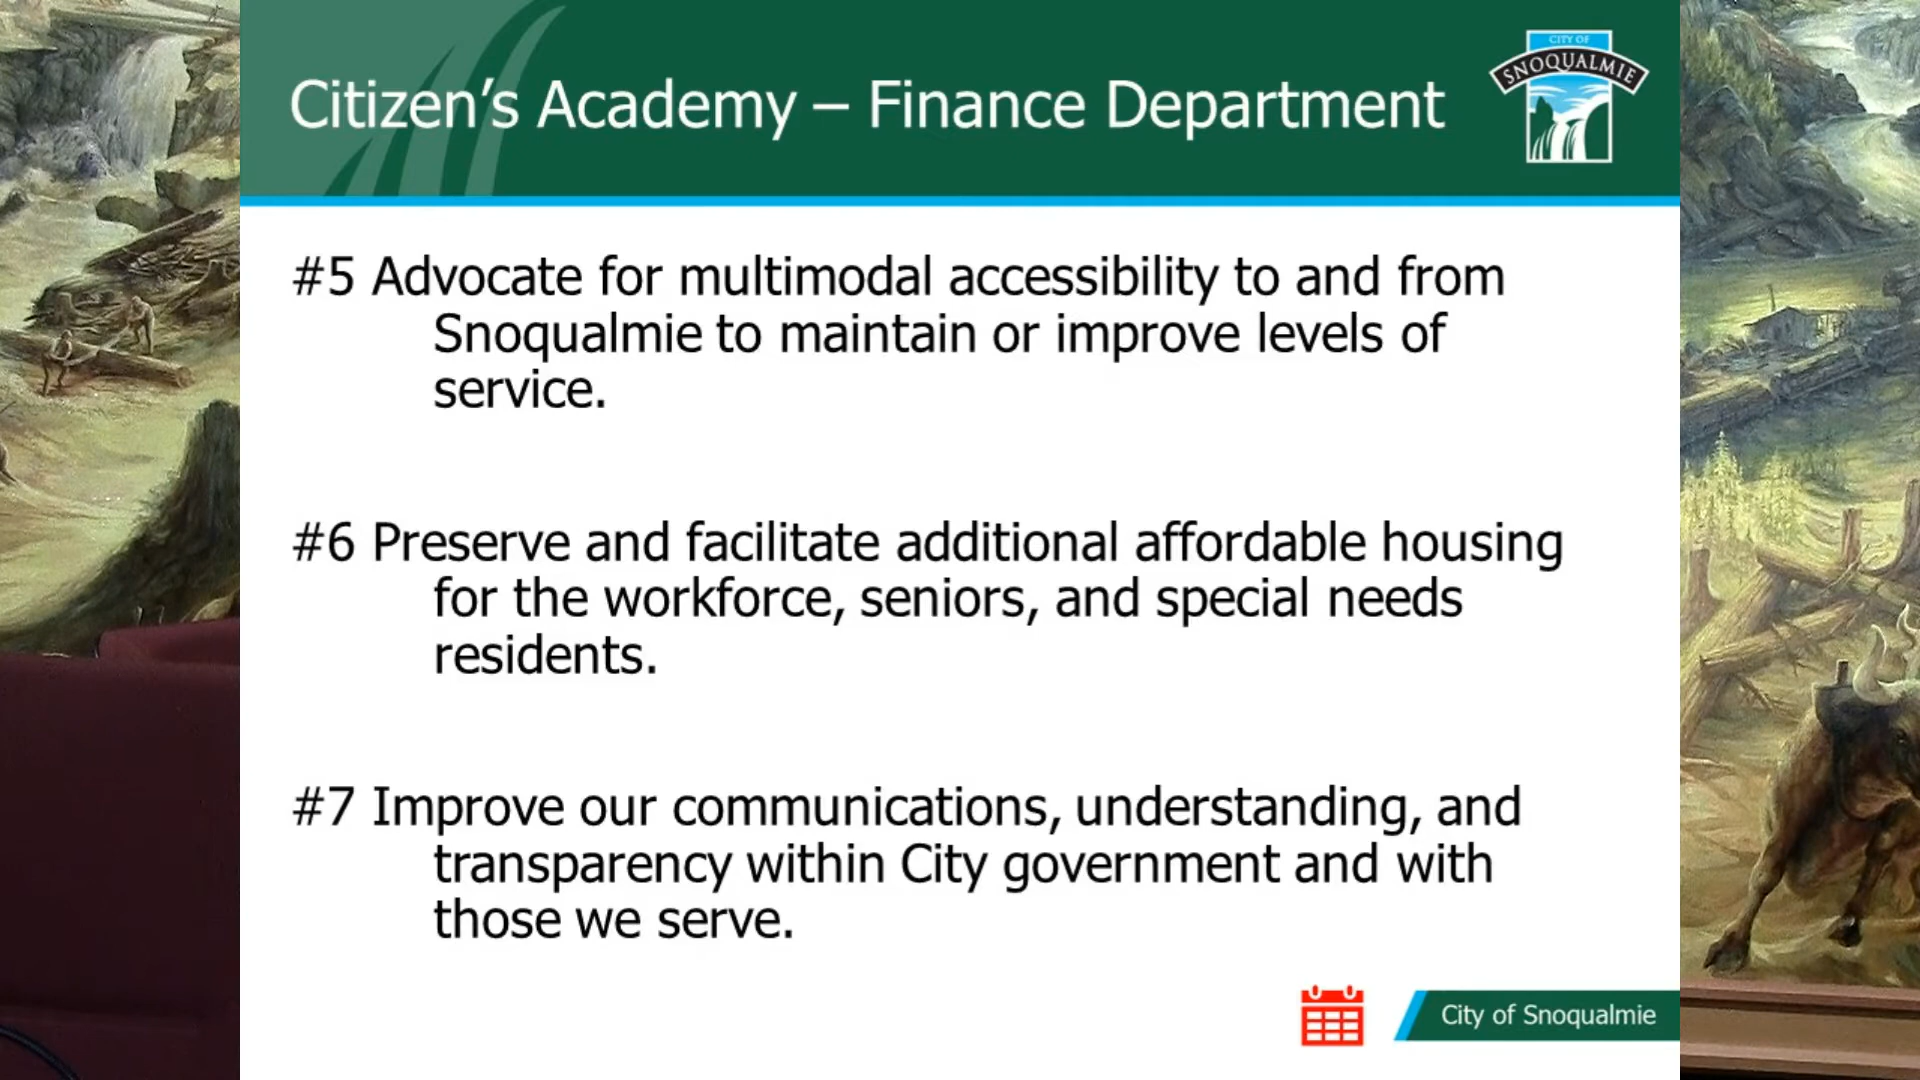 Citizen's Academy – Finance Department
CITY OF
SNOQUALMIE
#5 Advocate for multimodal accessibility to and from
Snoqualmie to maintain or improve levels of
service.
#6 Preserve and facilitate additional affordable housing
for the workforce, seniors, and special needs
residents.
#7 Improve our communications, understanding, and
transparency within City government and with
those we serve.
City of Snoqualmie